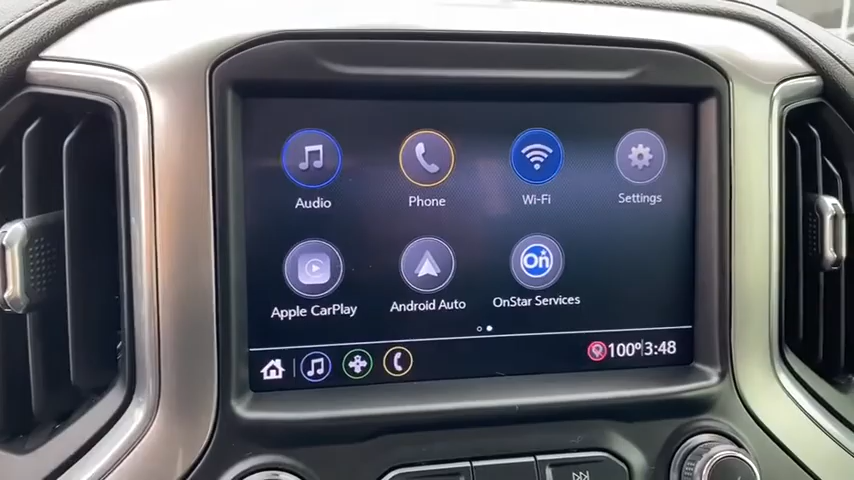 Audio Phone Wi-Fi Settings
Apple CarPlay Android Auto OnStar Services
On
100° 3:48